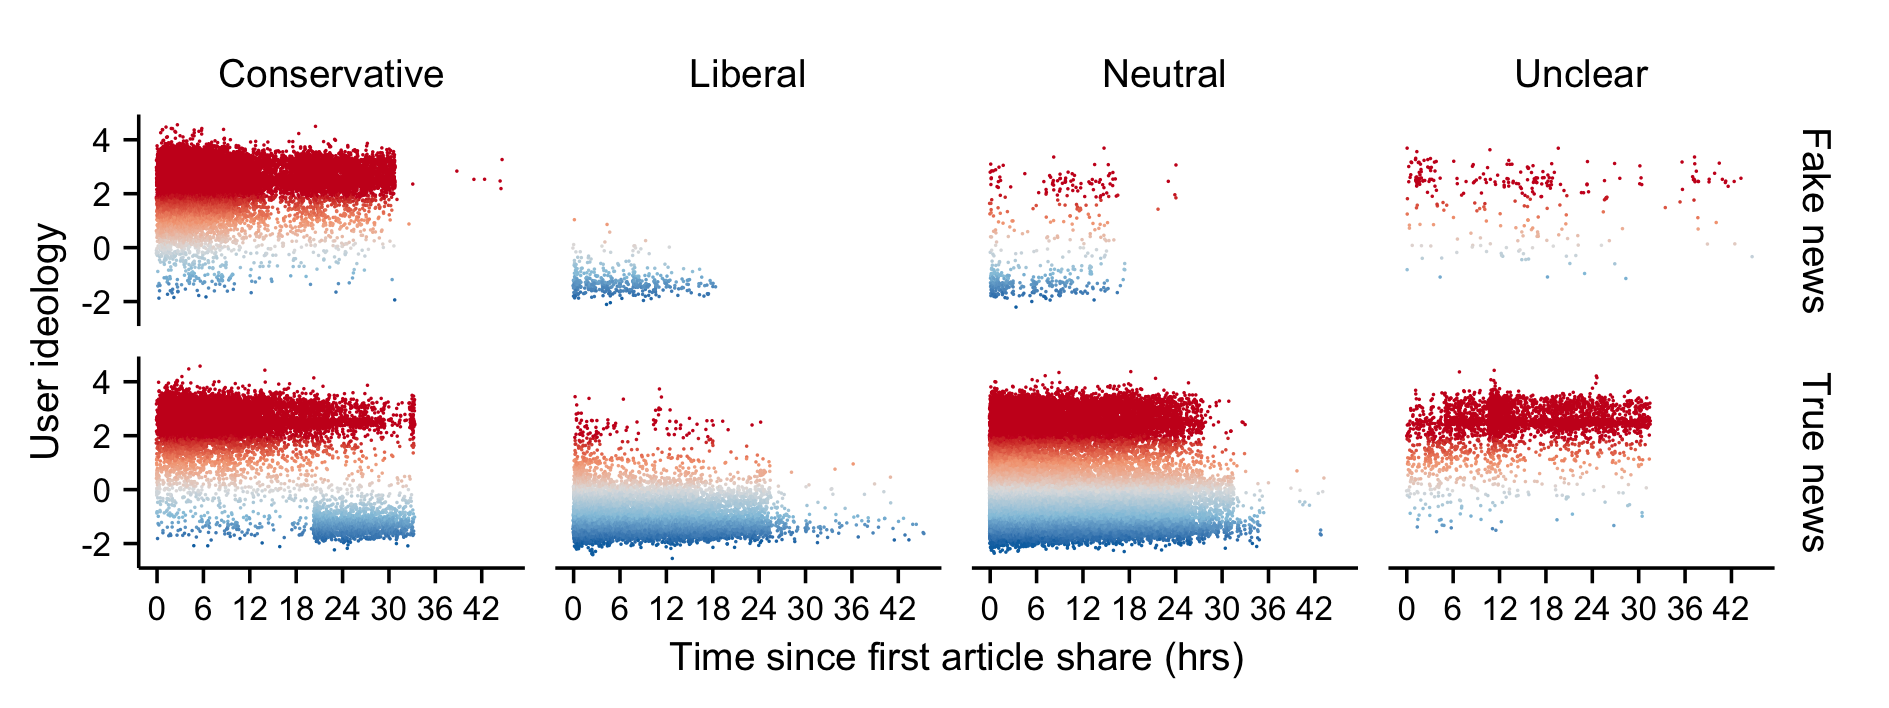 Conservative Liberal Neutral Unclear
4
2
0
-2
Fake news
User ideology
4
2
0
-2
True news
0 6 12 18 24 30 36 42 0 6 12 18 24 30 36 42 0 6 12 18 24 30 36 42 0 6 12 18 24 30 36 42
Time since first article share (hrs)